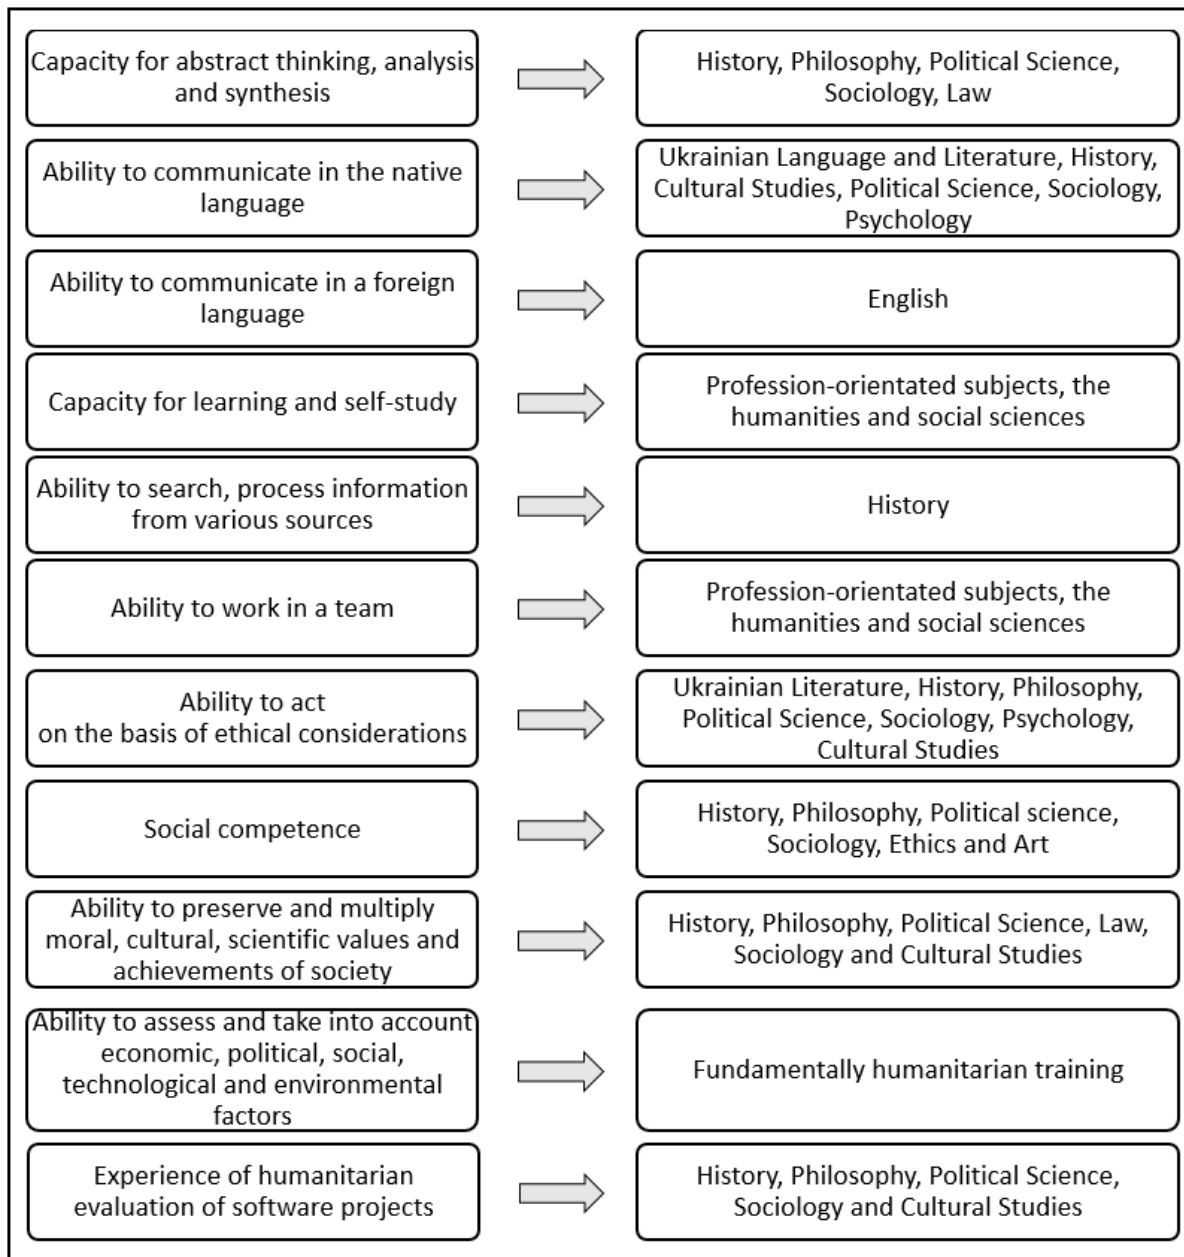 Capacity for abstract thinking, analysis
and synthesis
History, Philosophy, Political Science,
Sociology, Law
Ability to communicate in the native
language
Ukrainian Language and Literature, History,
Cultural Studies, Political Science, Sociology,
Psychology
Ability to communicate in a foreign
language
English
Capacity for learning and self-study
Profession-orientated subjects, the
humanities and social sciences
Ability to search, process information
from various sources
History
Ability to work in a team
Profession-orientated subjects, the
humanities and social sciences
Ability to act
on the basis of ethical considerations
Ukrainian Literature, History, Philosophy,
Political Science, Sociology, Psychology,
Cultural Studies
Social competence
History, Philosophy, Political science,
Sociology, Ethics and Art
Ability to preserve and multiply
moral, cultural, scientific values and
achievements of society
History, Philosophy, Political Science, Law,
Sociology and Cultural Studies
Ability to assess and take into account
economic, political, social,
technological and environmental
factors
Fundamentally humanitarian training
Experience of humanitarian
evaluation of software projects
History, Philosophy, Political Science,
Sociology and Cultural Studies